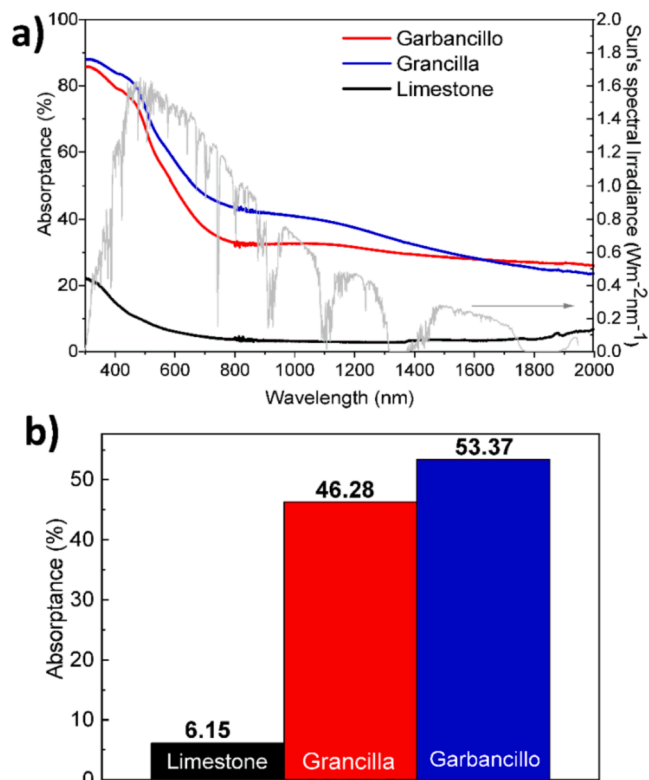 a)
Garbancillo
Grancilla
Limestone
100
80
60
40
20
0
Absorptance (%)
2.0
1.8
1.6
1.4
1.2
1.0
0.8
0.6
0.4
0.2
0.0
Sun's spectral Irradiance (Wm-2nm-1)
400 600 800 1000 1200 1400 1600 1800 2000
Wavelength (nm)
b)
50
40
30
20
10
0
Absorptance (%)
6.15
46.28
53.37
Limestone
Grancilla
Garbancillo